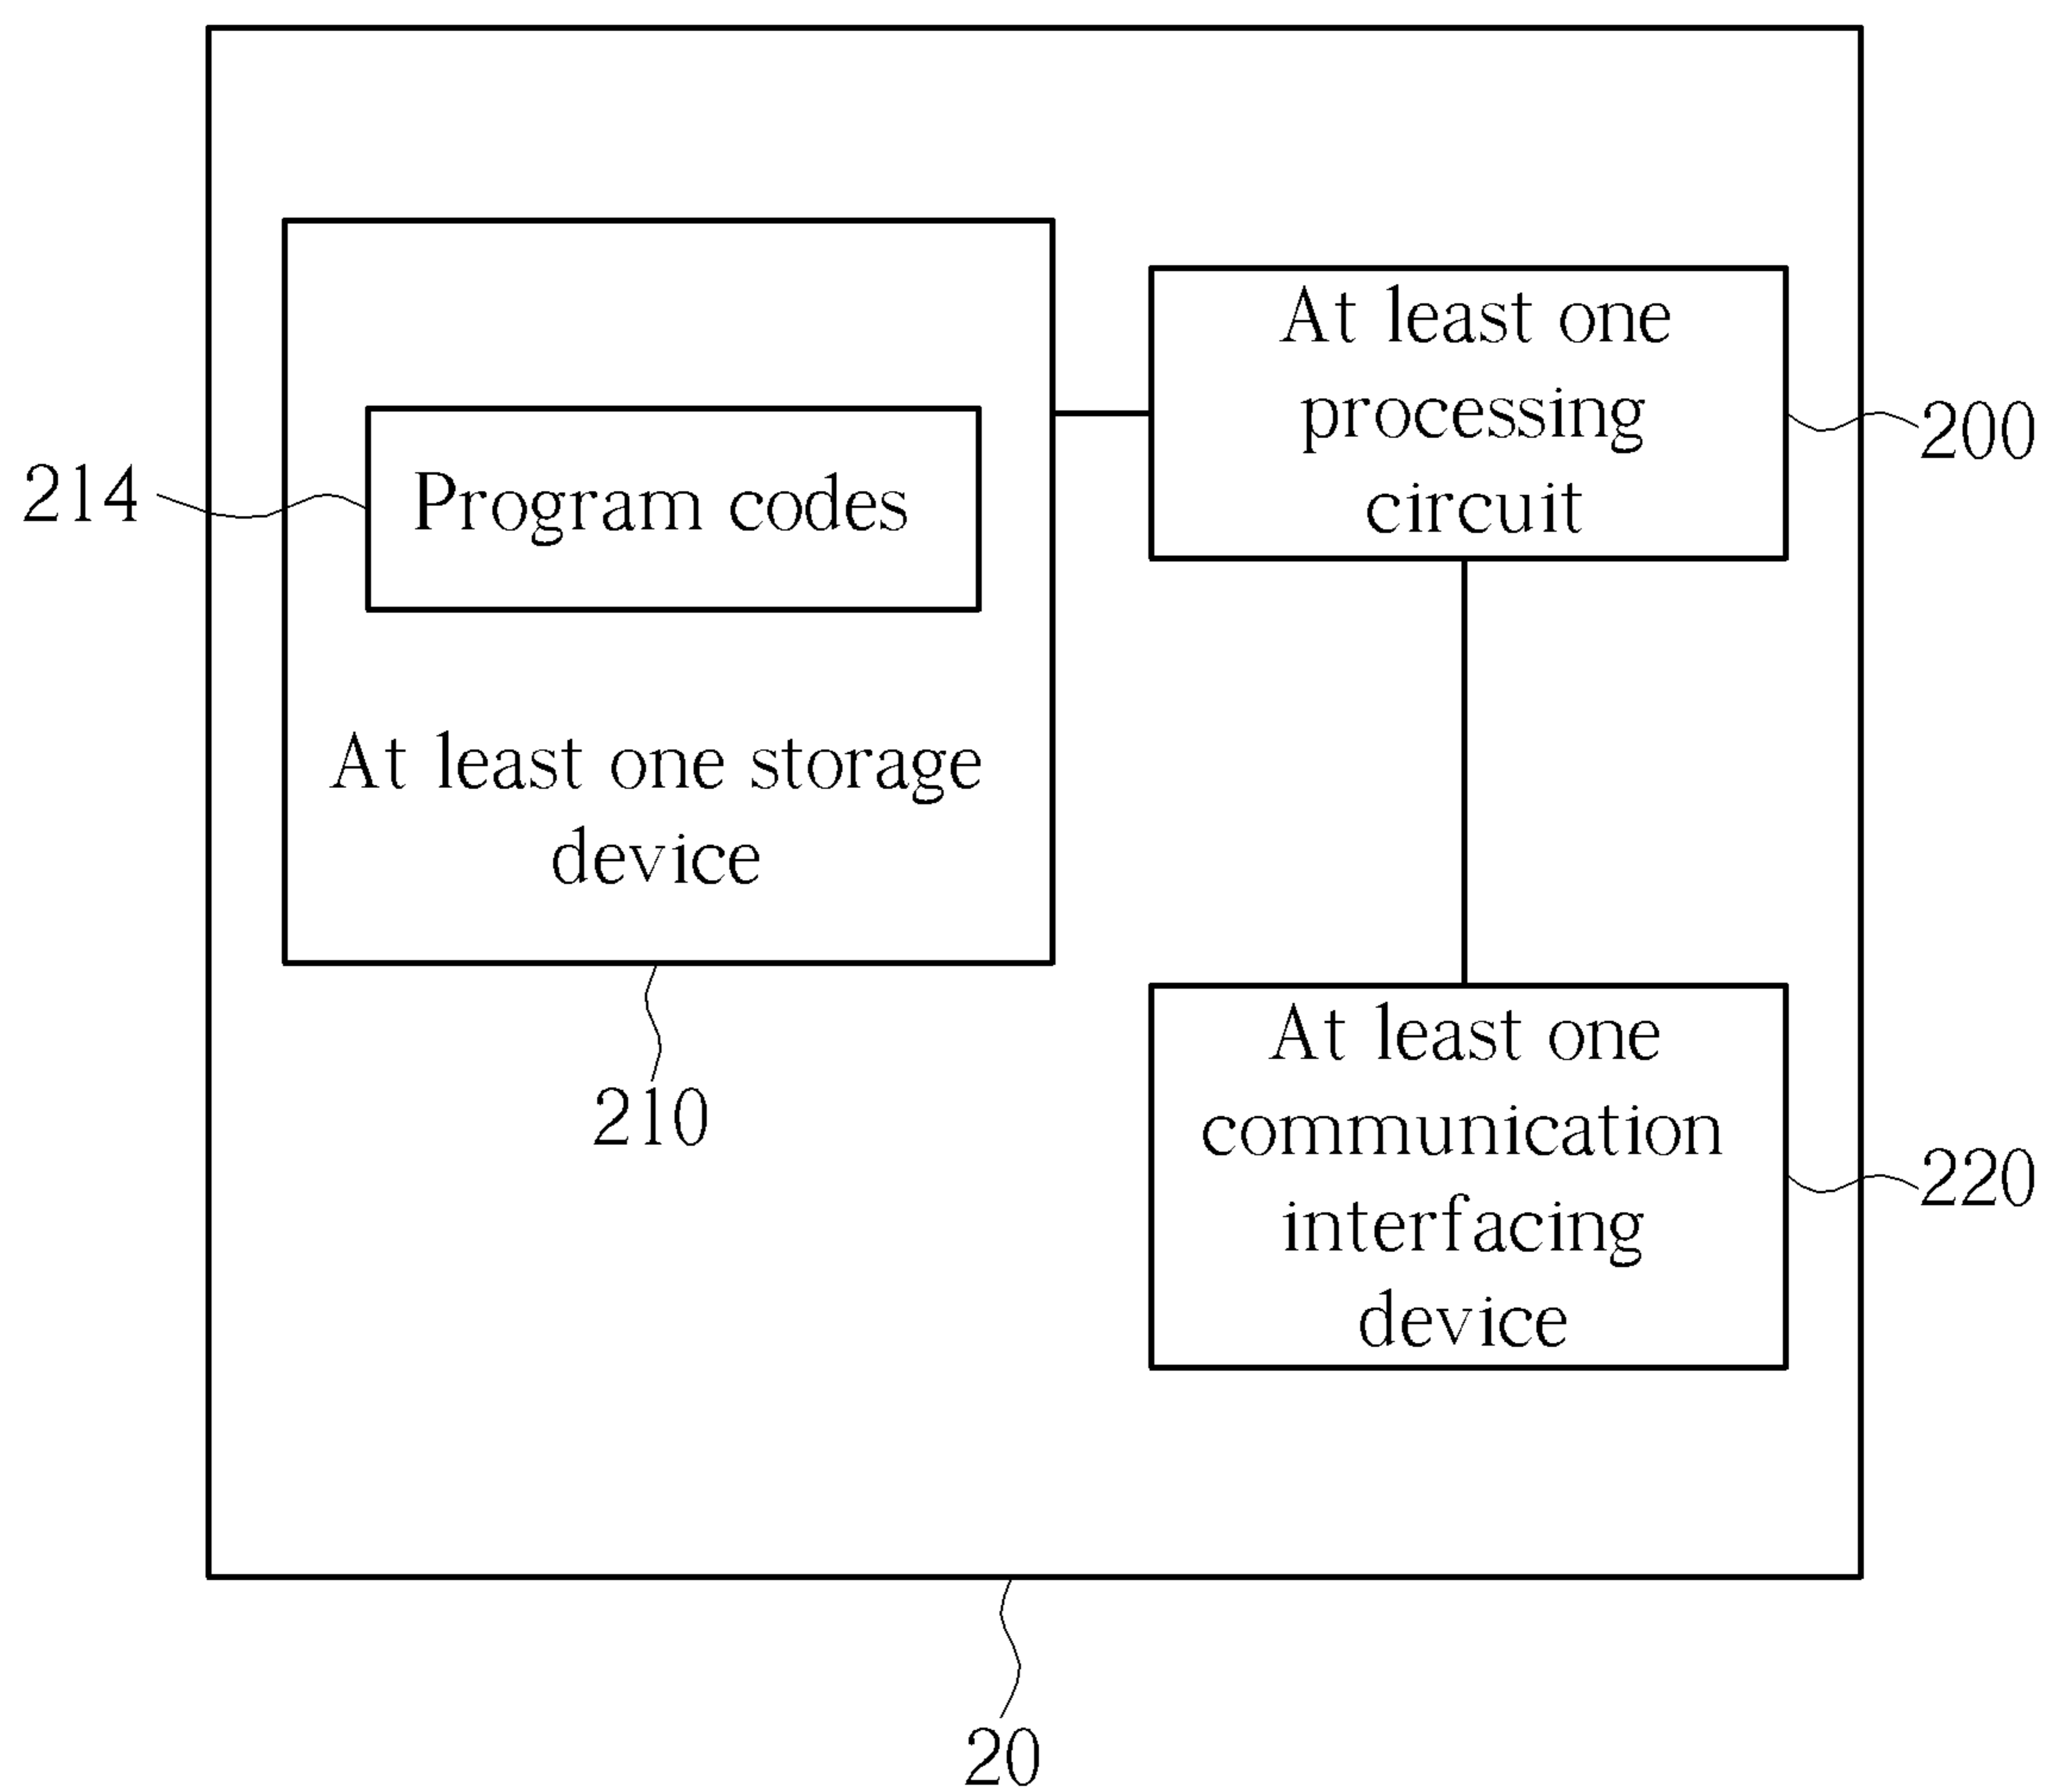 At least one
processing
circuit
200
214
Program codes
At least one storage
device
210
At least one
communication
interfacing
device
220
20